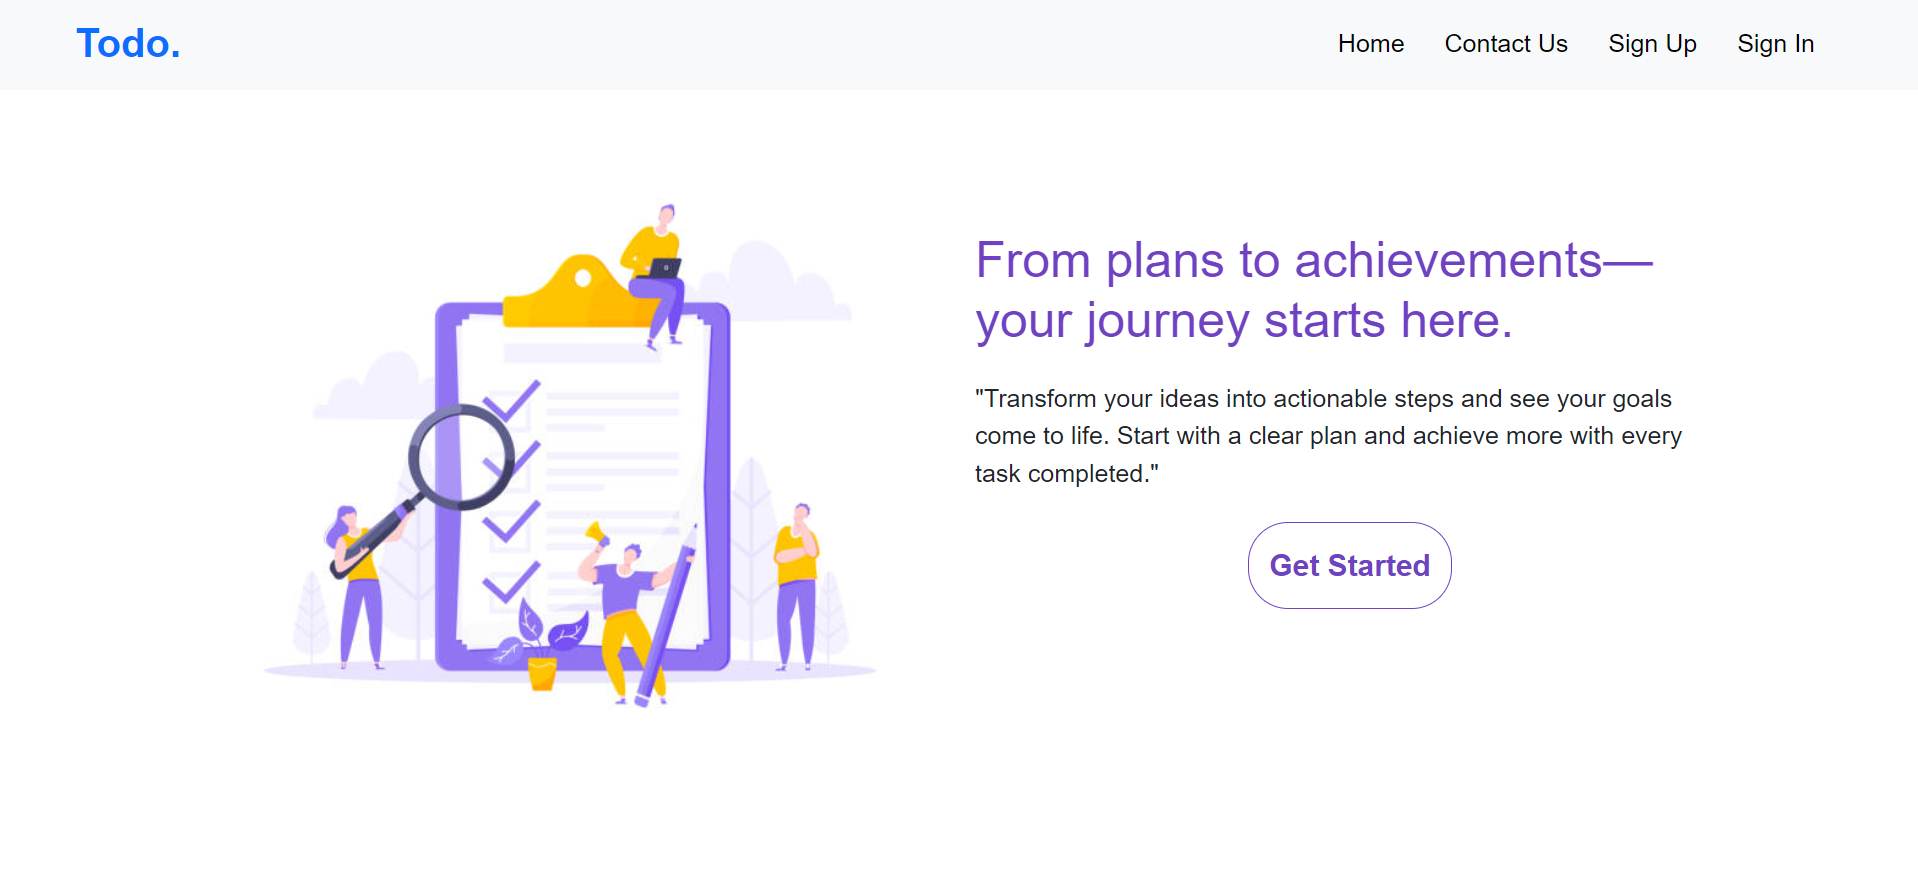 Todo.
Home
Contact Us
Sign Up
Sign In
From plans to achievements—
your journey starts here.
"Transform your ideas into actionable steps and see your goals
come to life. Start with a clear plan and achieve more with every
task completed."
Get Started